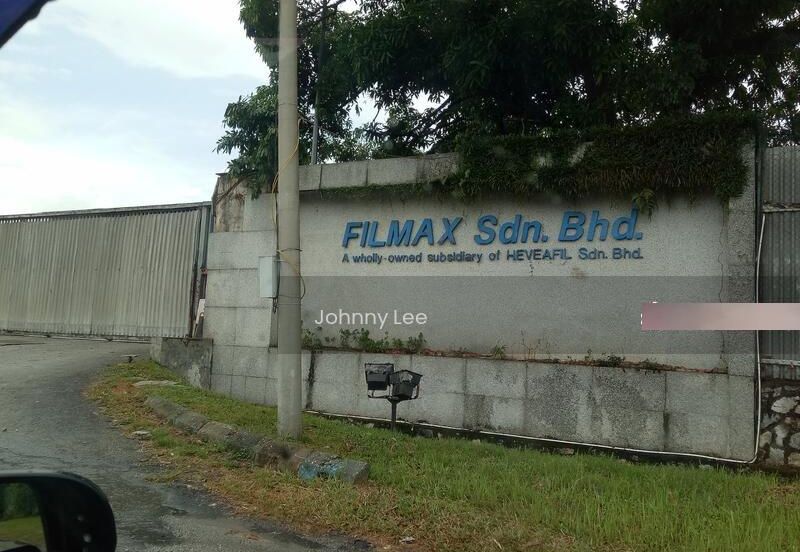 FILMAX Sdn. Bhd.
A wholly-owned subsidiary of HEVEAFIL Sdn. Bhd.
Johnny Lee